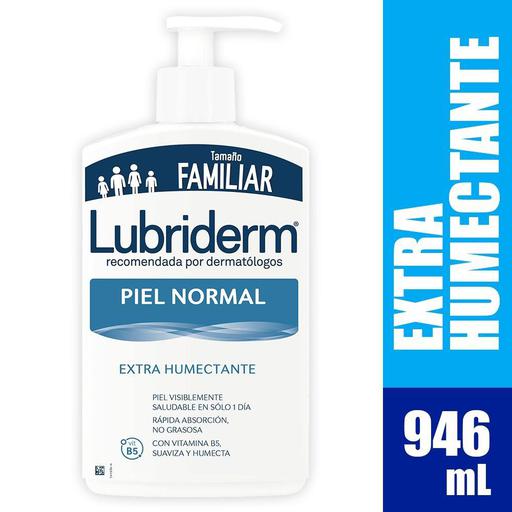 Tamaño
FAMILIAR
Lubriderm®
recomendada por dermatólogos
PIEL NORMAL
EXTRA HUMECTANTE
PIEL VISIBLEMENTE
SALUDABLE EN SÓLO 1 DÍA
RÁPIDA ABSORCIÓN,
NO GRASOSA
vit
B5
CON VITAMINA B5,
SUAVIZA Y HUMECTA
EXTRA
HUMECTANTE
946
mL